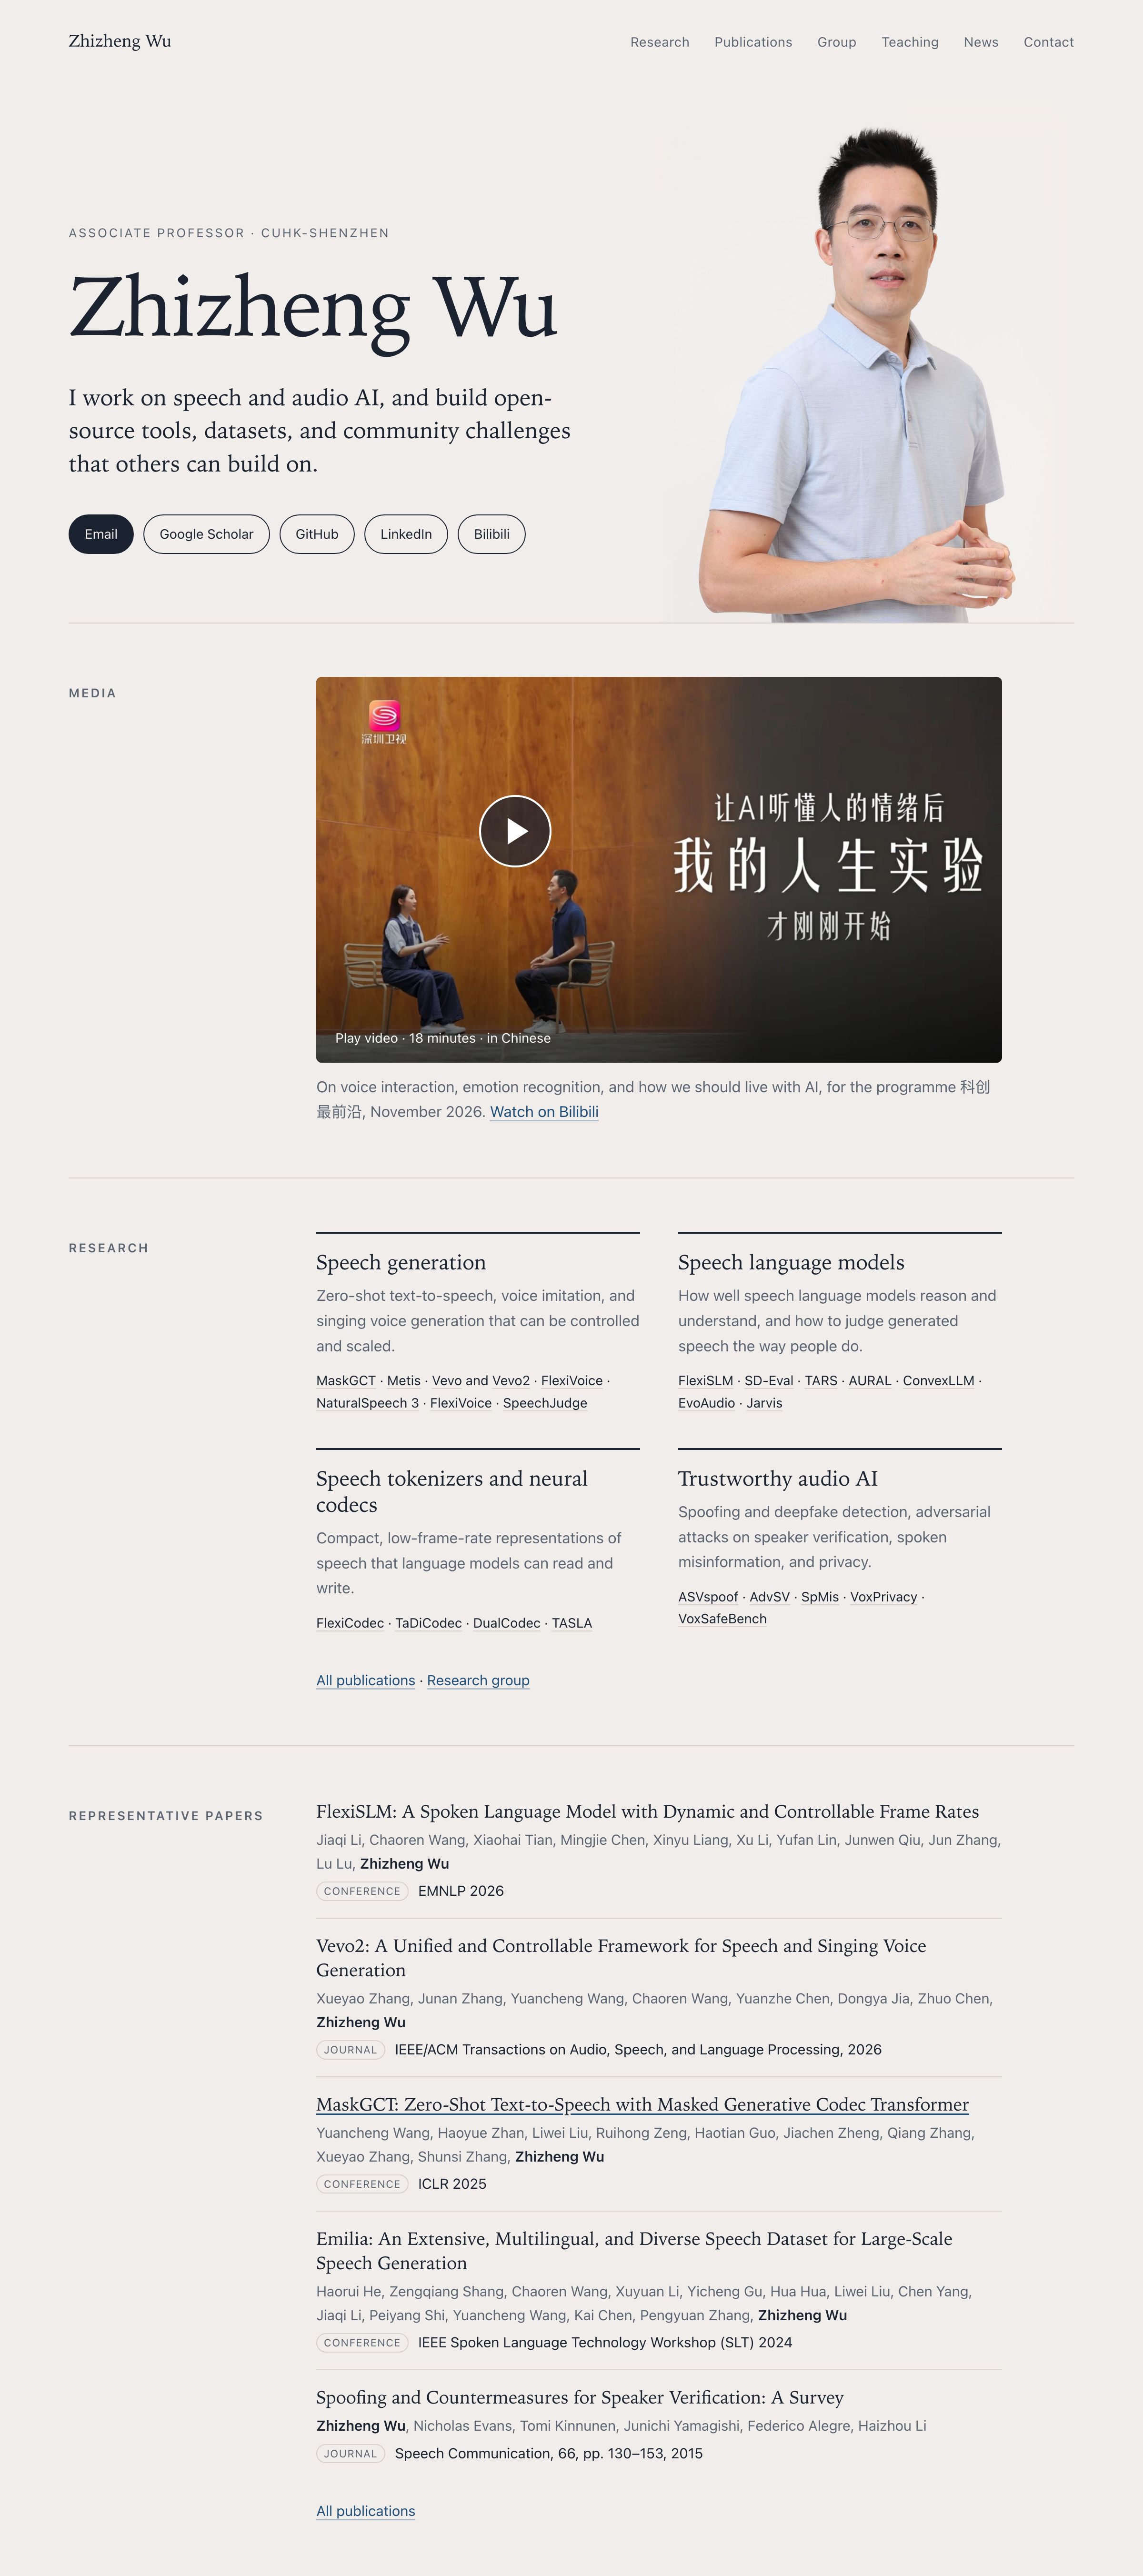 Zhizheng Wu
Research Publications Group Teaching News Contact
ASSOCIATE PROFESSOR · CUHK-SHENZHEN
Zhizheng Wu
I work on speech and audio AI, and build open-
source tools, datasets, and community challenges
that others can build on.
Email Google Scholar GitHub LinkedIn Bilibili
MEDIA
深圳卫视
让AI听懂人的情绪后
我的人生实验
才刚刚开始
Play video · 18 minutes · in Chinese
On voice interaction, emotion recognition, and how we should live with AI, for the programme 科创
最前沿, November 2026. Watch on Bilibili
RESEARCH
Speech generation
Zero-shot text-to-speech, voice imitation, and
singing voice generation that can be controlled
and scaled.
MaskGCT · Metis · Vevo and Vevo2 · FlexiVoice ·
NaturalSpeech 3 · FlexiVoice · SpeechJudge
Speech language models
How well speech language models reason and
understand, and how to judge generated
speech the way people do.
FlexiSLM · SD-Eval · TARS · AURAL · ConvexLLM ·
EvoAudio · Jarvis
Speech tokenizers and neural
codecs
Compact, low-frame-rate representations of
speech that language models can read and
write.
FlexiCodec · TaDiCodec · DualCodec · TASLA
Trustworthy audio AI
Spoofing and deepfake detection, adversarial
attacks on speaker verification, spoken
misinformation, and privacy.
ASVspoof · AdvSV · SpMis · VoxPrivacy ·
VoxSafeBench
All publications · Research group
REPRESENTATIVE PAPERS
FlexiSLM: A Spoken Language Model with Dynamic and Controllable Frame Rates
Jiaqi Li, Chaoren Wang, Xiaohai Tian, Mingjie Chen, Xinyu Liang, Xu Li, Yufan Lin, Junwen Qiu, Jun Zhang,
Lu Lu, Zhizheng Wu
CONFERENCE EMNLP 2026
Vevo2: A Unified and Controllable Framework for Speech and Singing Voice
Generation
Xueyao Zhang, Junan Zhang, Yuancheng Wang, Chaoren Wang, Yuanzhe Chen, Dongya Jia, Zhuo Chen,
Zhizheng Wu
JOURNAL IEEE/ACM Transactions on Audio, Speech, and Language Processing, 2026
MaskGCT: Zero-Shot Text-to-Speech with Masked Generative Codec Transformer
Yuancheng Wang, Haoyue Zhan, Liwei Liu, Ruihong Zeng, Haotian Guo, Jiachen Zheng, Qiang Zhang,
Xueyao Zhang, Shunsi Zhang, Zhizheng Wu
CONFERENCE ICLR 2025
Emilia: An Extensive, Multilingual, and Diverse Speech Dataset for Large-Scale
Speech Generation
Haorui He, Zengqiang Shang, Chaoren Wang, Xuyuan Li, Yicheng Gu, Hua Hua, Liwei Liu, Chen Yang,
Jiaqi Li, Peiyang Shi, Yuancheng Wang, Kai Chen, Pengyuan Zhang, Zhizheng Wu
CONFERENCE IEEE Spoken Language Technology Workshop (SLT) 2024
Spoofing and Countermeasures for Speaker Verification: A Survey
Zhizheng Wu, Nicholas Evans, Tomi Kinnunen, Junichi Yamagishi, Federico Alegre, Haizhou Li
JOURNAL Speech Communication, 66, pp. 130–153, 2015
All publications